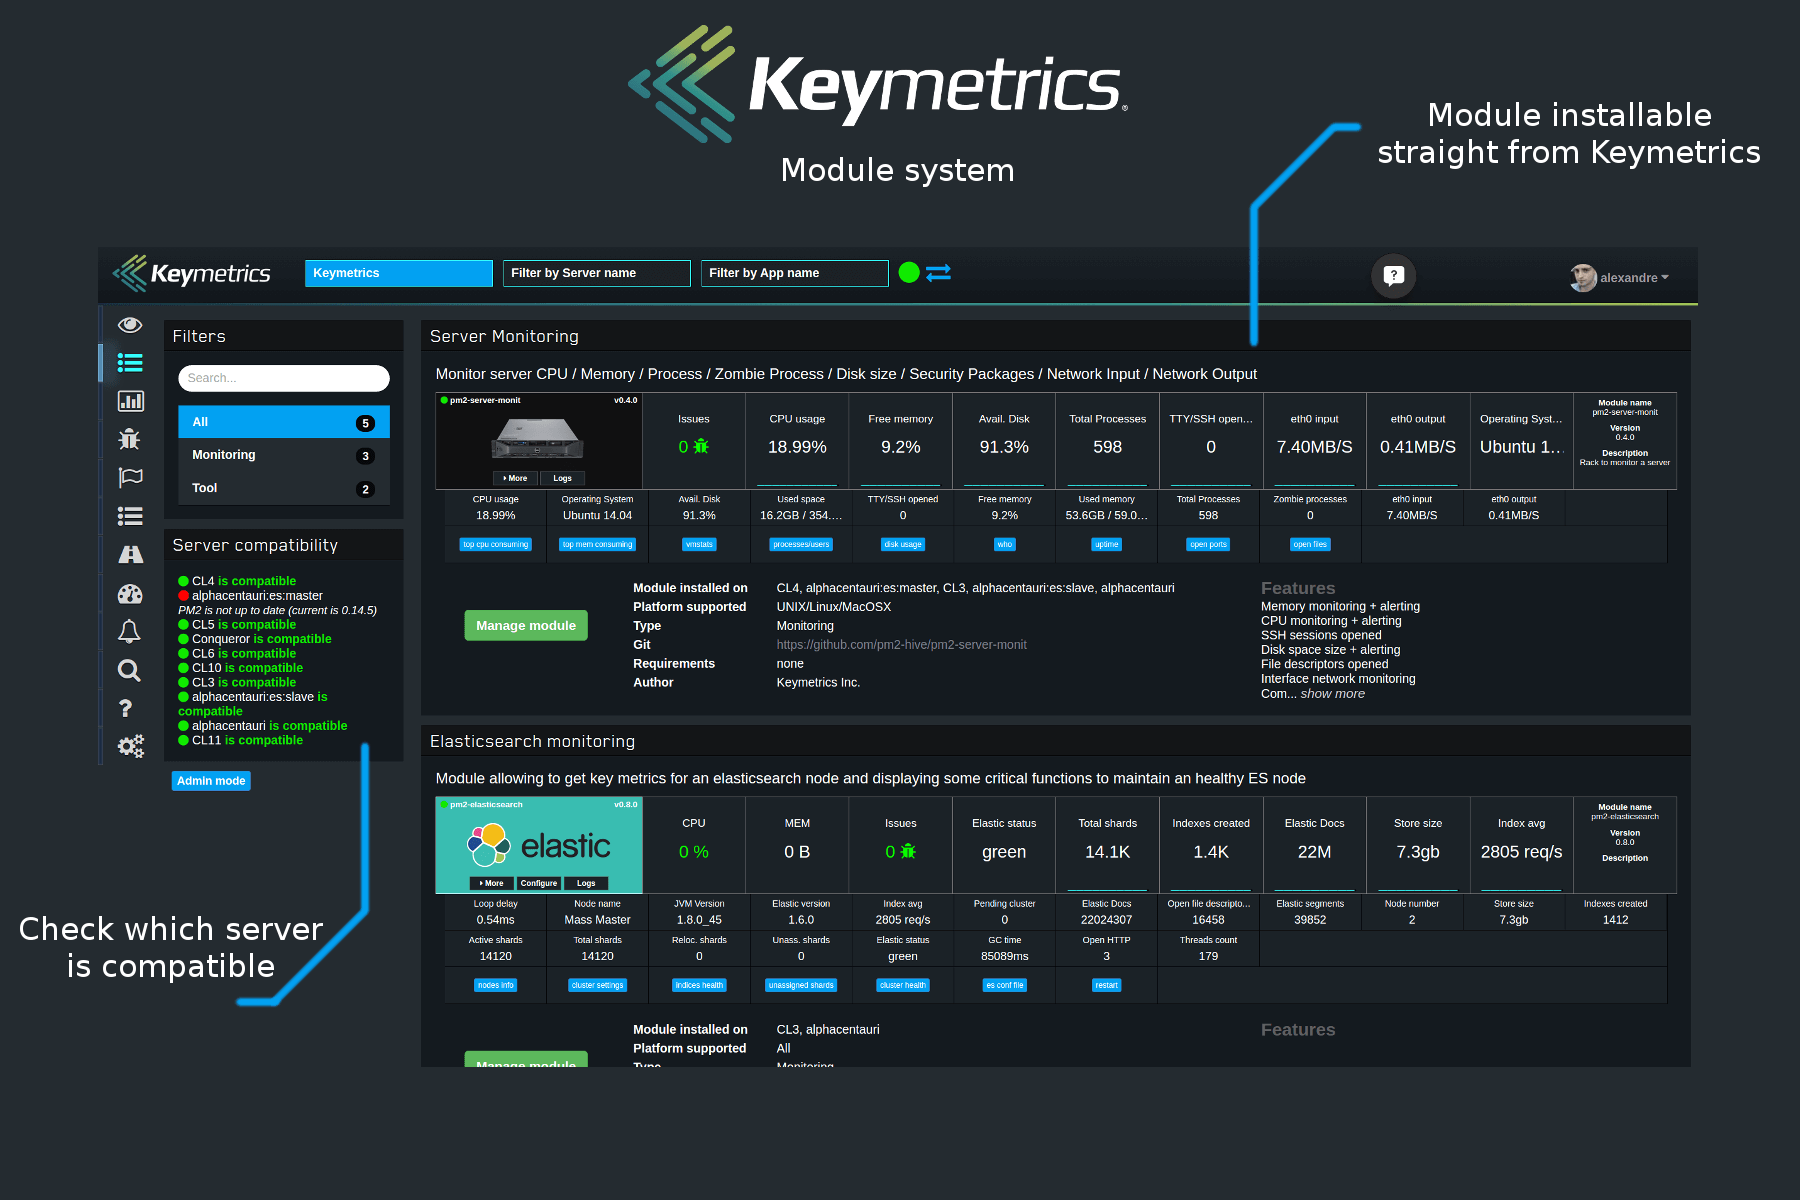 Keymetrics®
Module system
Module installable
straight from Keymetrics
Keymetrics
Keymetrics
Filter by Server name
Filter by App name
?
alexandre
Filters
Search...
All 5
Monitoring 3
Tool 2
Server compatibility
CL4 is compatible
alphacentauri:es:master
PM2 is not up to date (current is 0.14.5)
CL5 is compatible
Conqueror is compatible
CL6 is compatible
CL10 is compatible
CL3 is compatible
alphacentauri:es:slave is
compatible
alphacentauri is compatible
CL11 is compatible
Admin mode
Check which server
is compatible
Server Monitoring
Monitor server CPU / Memory / Process / Zombie Process / Disk size / Security Packages / Network Input / Network Output
pm2-server-monit v0.4.0
More Logs
Issues CPU usage Free memory Avail. Disk Total Processes TTY/SSH open... eth0 input eth0 output Operating Syst...
0 18.99% 9.2% 91.3% 598 0 7.40MB/S 0.41MB/S Ubuntu 1...
Module name
pm2-server-monit
Version
0.4.0
Description
Rack to monitor a server
CPU usage Operating System Avail. Disk Used space TTY/SSH opened Free memory Used memory Total Processes Zombie processes eth0 input eth0 output
18.99% Ubuntu 14.04 91.3% 16.2GB / 354.... 0 9.2% 53.6GB / 59.0... 598 0 7.40MB/S 0.41MB/S
top cpu consuming top mem consuming vmstats processes/users disk usage who uptime open ports open files
Manage module
Module installed on CL4, alphacentauri:es:master, CL3, alphacentauri:es:slave, alphacentauri
Platform supported UNIX/Linux/MacOSX
Type Monitoring
Git https://github.com/pm2-hive/pm2-server-monit
Requirements none
Author Keymetrics Inc.
Features
Memory monitoring + alerting
CPU monitoring + alerting
SSH sessions opened
Disk space size + alerting
File descriptors opened
Interface network monitoring
Com... show more
Elasticsearch monitoring
Module allowing to get key metrics for an elasticsearch node and displaying some critical functions to maintain an healthy ES node
pm2-elasticsearch v0.8.0
elastic
More Configure Logs
CPU MEM Issues Elastic status Total shards Indexes created Elastic Docs Store size Index avg
0 % 0 B 0 green 14.1K 1.4K 22M 7.3gb 2805 req/s
Module name
pm2-elasticsearch
Version
0.8.0
Description
Loop delay Node name JVM Version Elastic version Index avg Pending cluster Elastic Docs Open file descripto... Elastic segments Node number Store size Indexes created
0.54ms Mass Master 1.8.0_45 1.6.0 2805 req/s 0 22024307 16458 39852 2 7.3gb 1412
Active shards Total shards Reloc. shards Unass. shards Elastic status GC time Open HTTP Threads count
14120 14120 0 0 green 85089ms 3 179
nodes info cluster settings indices health unassigned shards cluster health es conf file restart
Manage module
Module installed on CL3, alphacentauri
Platform supported All
Type Monitoring
Features